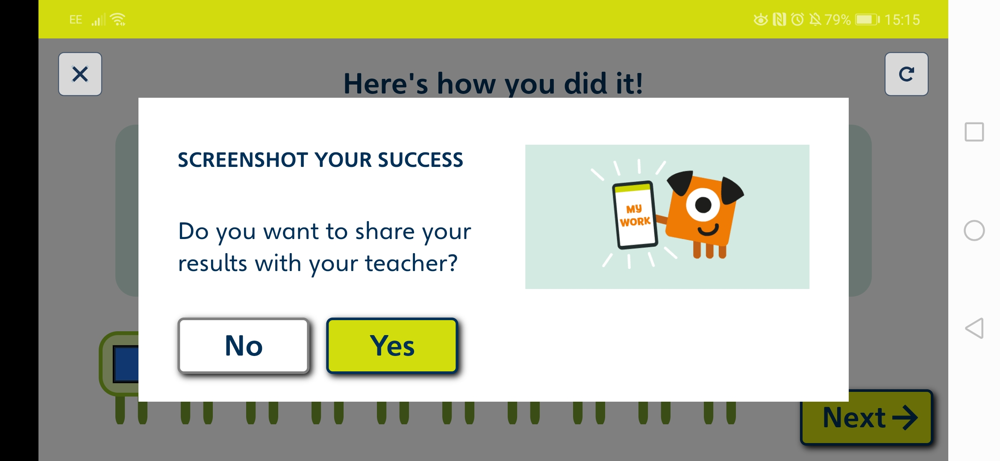 EE
79%
15:15
Here's how you did it!
SCREENSHOT YOUR SUCCESS
Do you want to share your
results with your teacher?
MY
WORK
No
Yes
Next